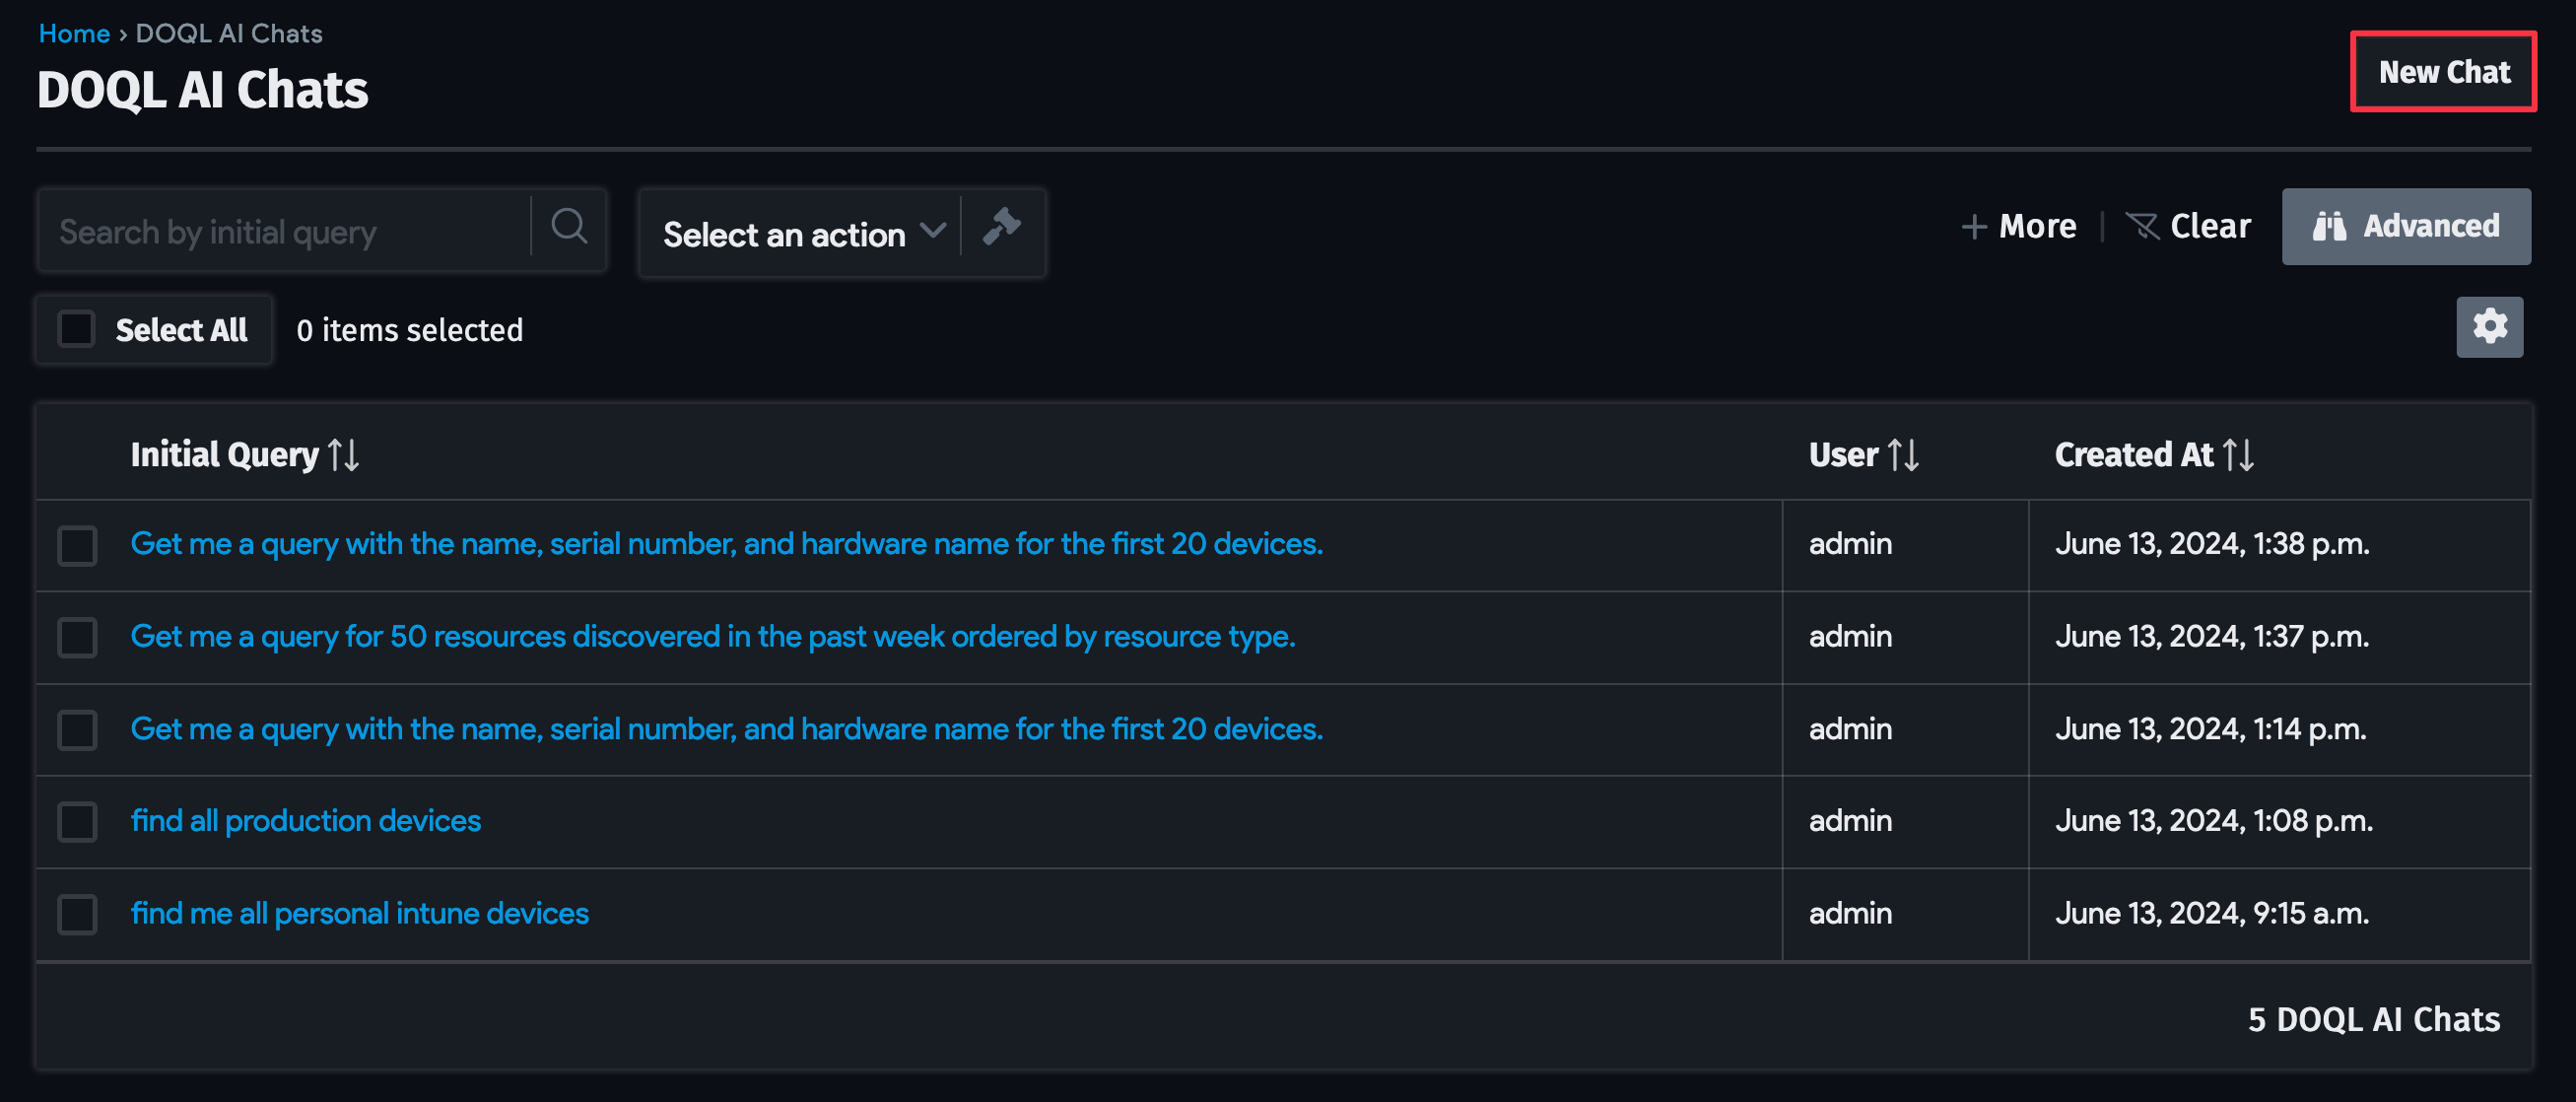 Home › DOQL AI Chats
DOQL AI Chats
New Chat
Search by initial query
Select an action
More | Clear
Advanced
Select All
0 items selected
Initial Query User Created At
Get me a query with the name, serial number, and hardware name for the first 20 devices. admin June 13, 2024, 1:38 p.m.
Get me a query for 50 resources discovered in the past week ordered by resource type. admin June 13, 2024, 1:37 p.m.
Get me a query with the name, serial number, and hardware name for the first 20 devices. admin June 13, 2024, 1:14 p.m.
find all production devices admin June 13, 2024, 1:08 p.m.
find me all personal intune devices admin June 13, 2024, 9:15 a.m.
5 DOQL AI Chats